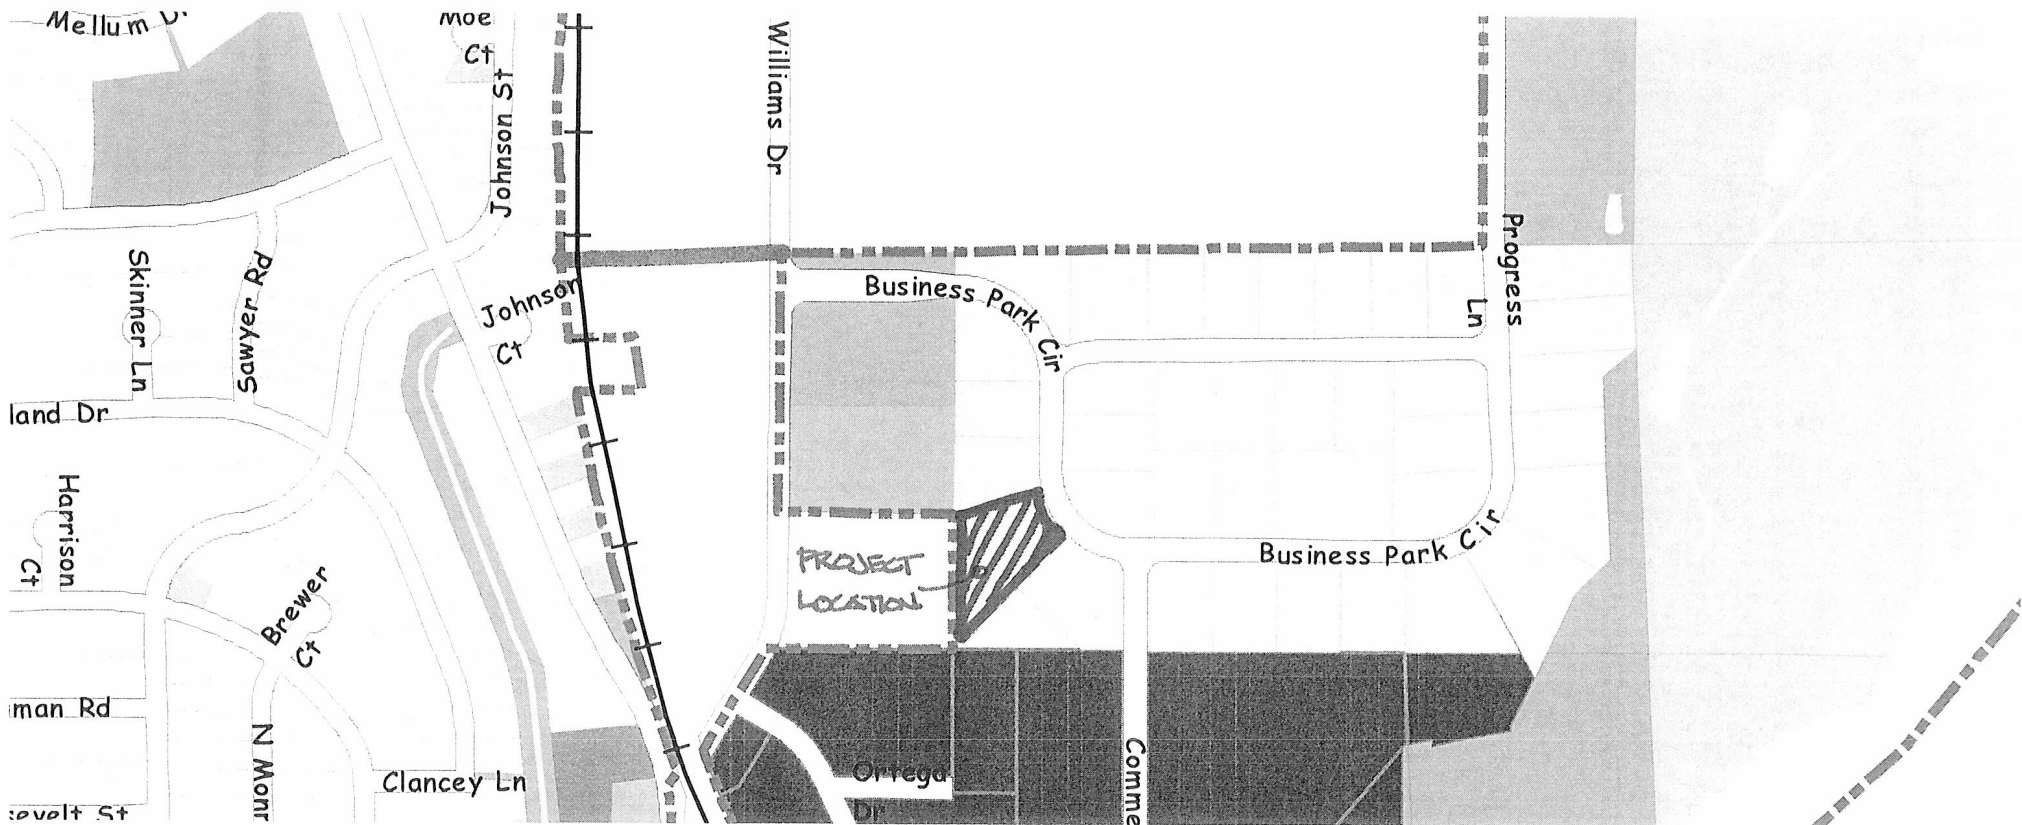 Mellum Dr
Moe
Ct
Johnson St
Williams Dr
Progress
Ln
Skinner Ln
Sawyer Rd
Johnson
Ct
Business Park Cir
land Dr
Harrison
Ct
Brewer
Ct
PROJECT
LOCATION
Business Park Cir
man Rd
N Monr
Clancey Ln
Ortega
Dr
Comme
sevelt St